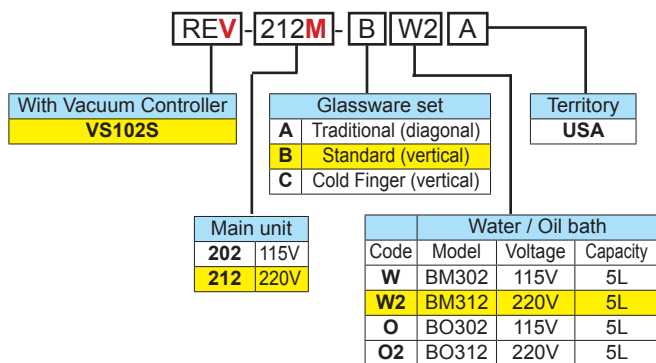 REV-212M-B W2 A
With Vacuum Controller
VS102S
Glassware set
A Traditional (diagonal)
B Standard (vertical)
C Cold Finger (vertical)
Territory
USA
Main unit
202 115V
212 220V
Water / Oil bath
Code Model Voltage Capacity
W BM302 115V 5L
W2 BM312 220V 5L
O BO302 115V 5L
O2 BO312 220V 5L